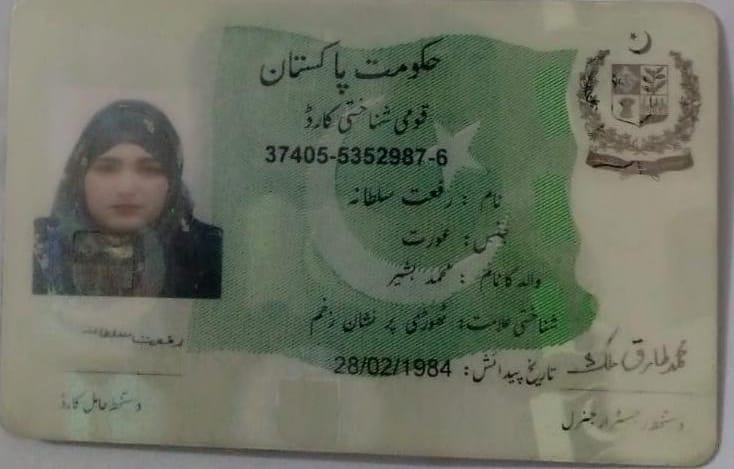 حکومت پاکستان
قومی شناختی کارڈ
37405-5352987-6
نام : رفعت سلطانہ
جنس: عورت
والد کا نام : محمد بشیر
شناختی علامت: ٹھوڑی پر نشان زخم
تاریخ پیدائش: 28/02/1984
رفعت سلطانہ
دستخط حامل کارڈ
محمد طارق ملک
دستخط رجسٹرار جنرل